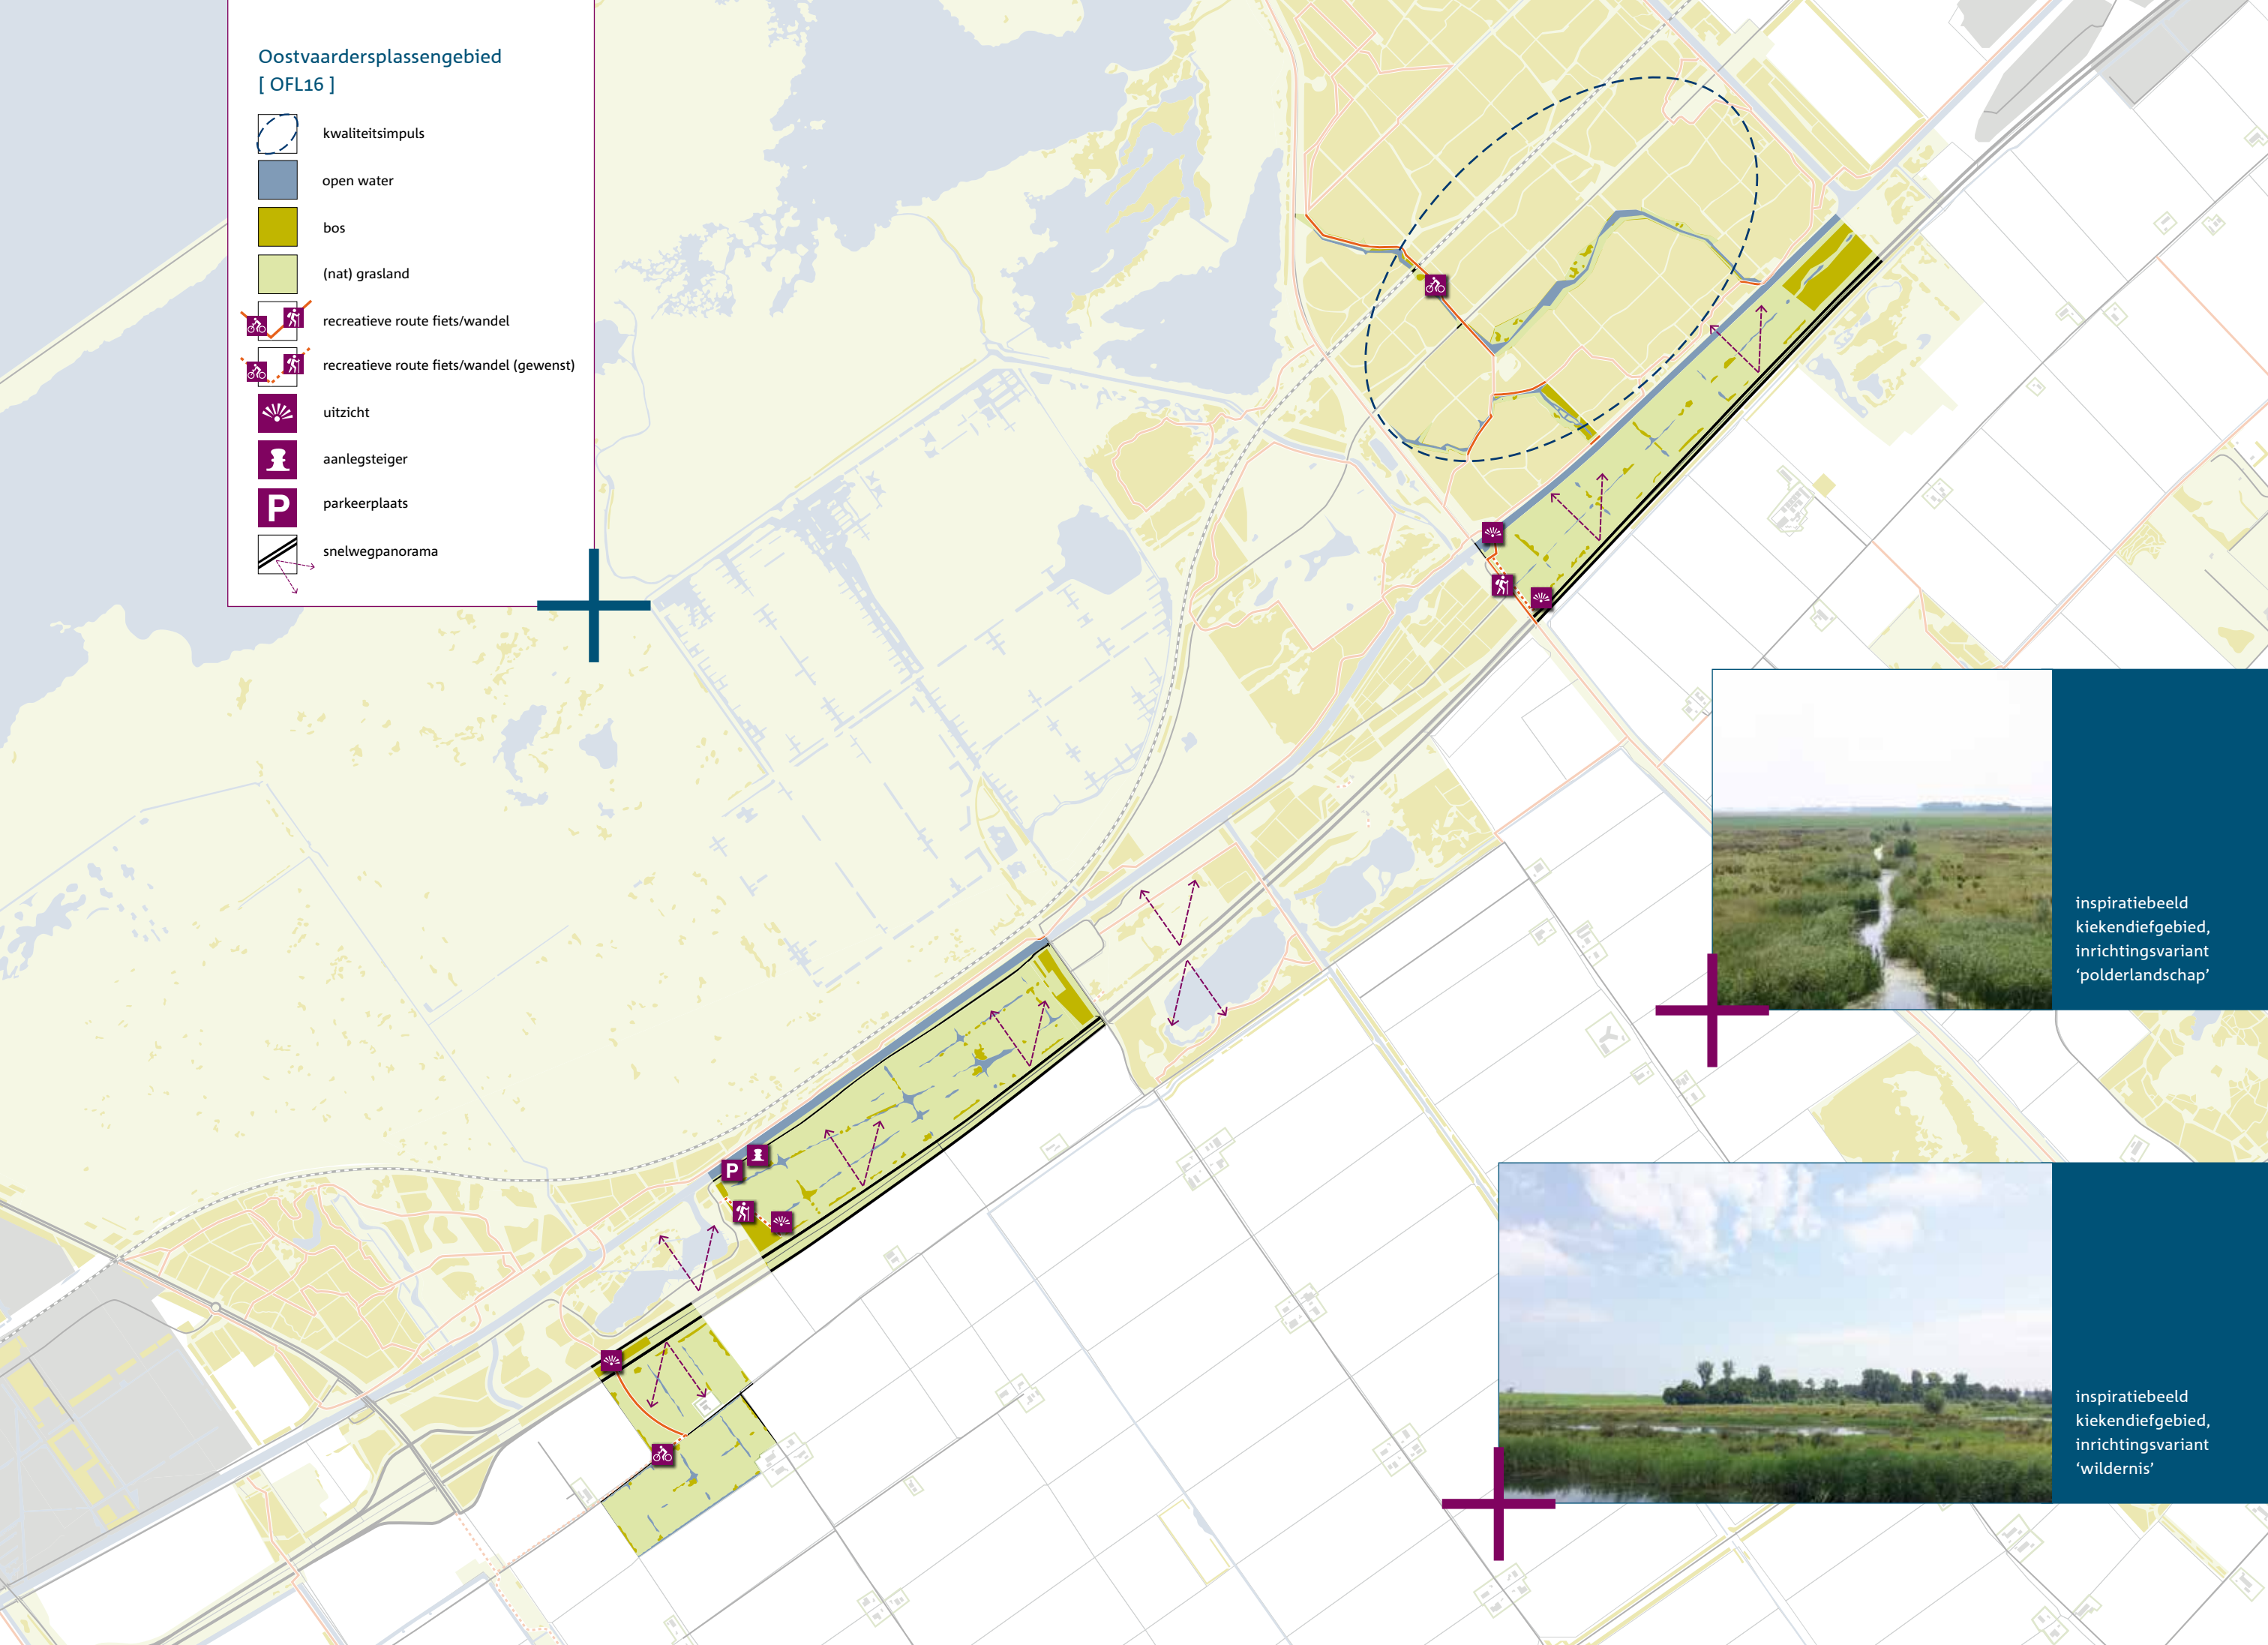 Oostvaardersplassengebied
[ OFL16 ]
kwaliteitsimpuls
open water
bos
(nat) grasland
recreatieve route fiets/wandel
recreatieve route fiets/wandel (gewenst)
uitzicht
aanlegsteiger
P
parkeerplaats
snelwegpanorama
inspiratiebeeld
kiekendiefgebied,
inrichtingsvariant
‘polderlandschap’
P
inspiratiebeeld
kiekendiefgebied,
inrichtingsvariant
‘wildernis’